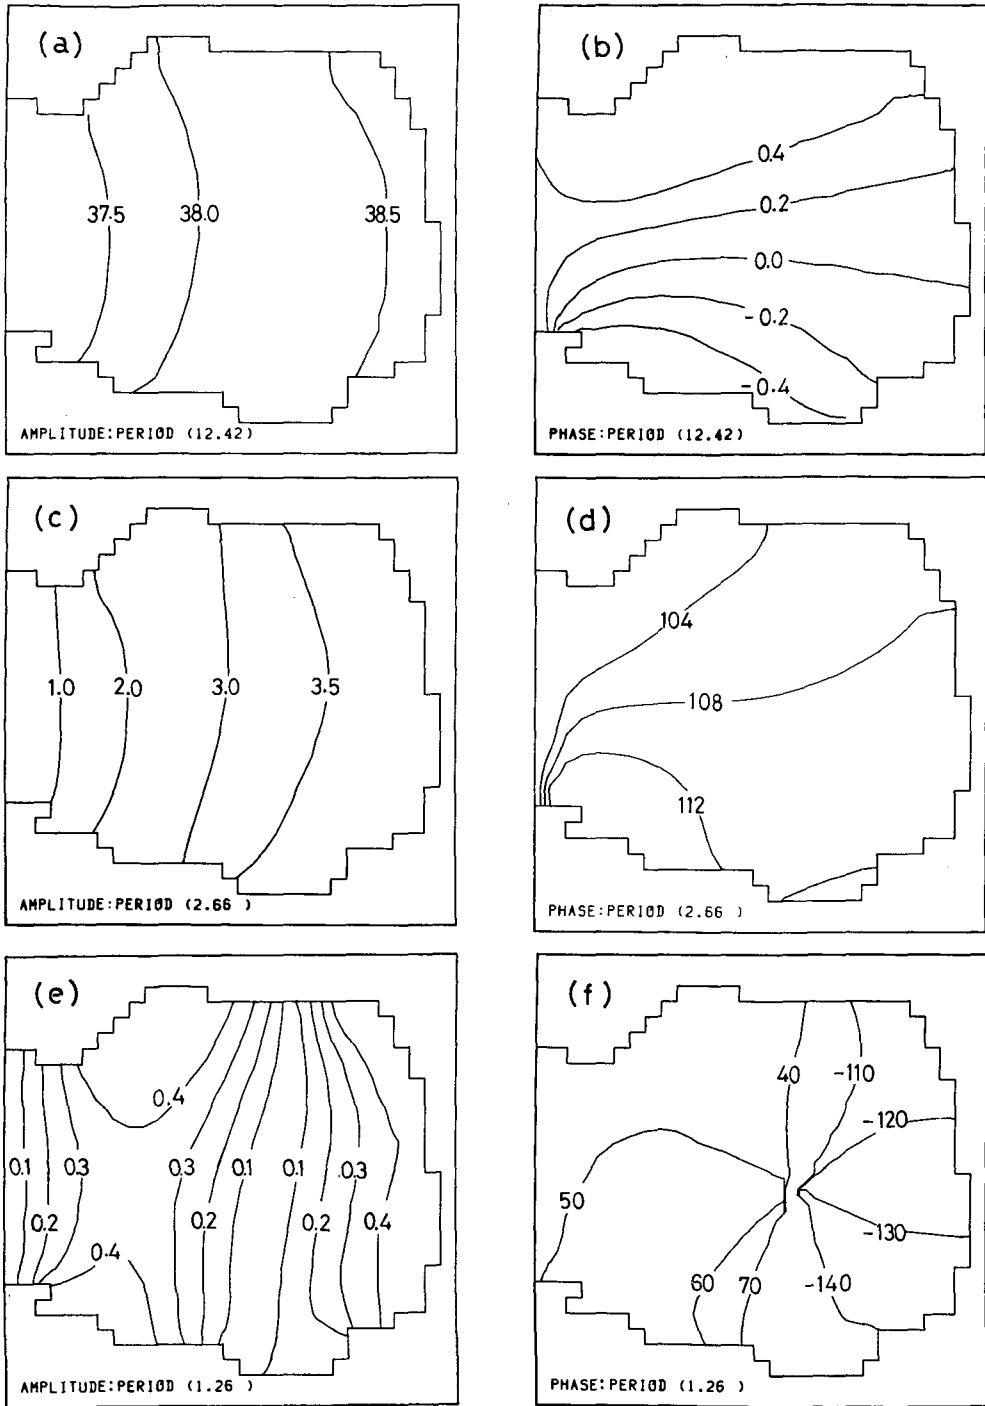 (a)
37.5 38.0 38.5
AMPLITUDE:PERIOD (12.42)
(b)
0.4
0.2
0.0
-0.2
-0.4
PHASE:PERIOD (12.42)
(c)
1.0 2.0 3.0 3.5
AMPLITUDE:PERIOD (2.66 )
(d)
104
108
112
PHASE:PERIOD (2.66 )
(e)
0.4
0.1 0.3 0.3 0.1 0.1 0.3
0.2 0.2 0.2 0.4
0.4
AMPLITUDE:PERIOD (1.26 )
(f)
40 -110
-120
50
-130
60 70 -140
PHASE:PERIOD (1.26 )